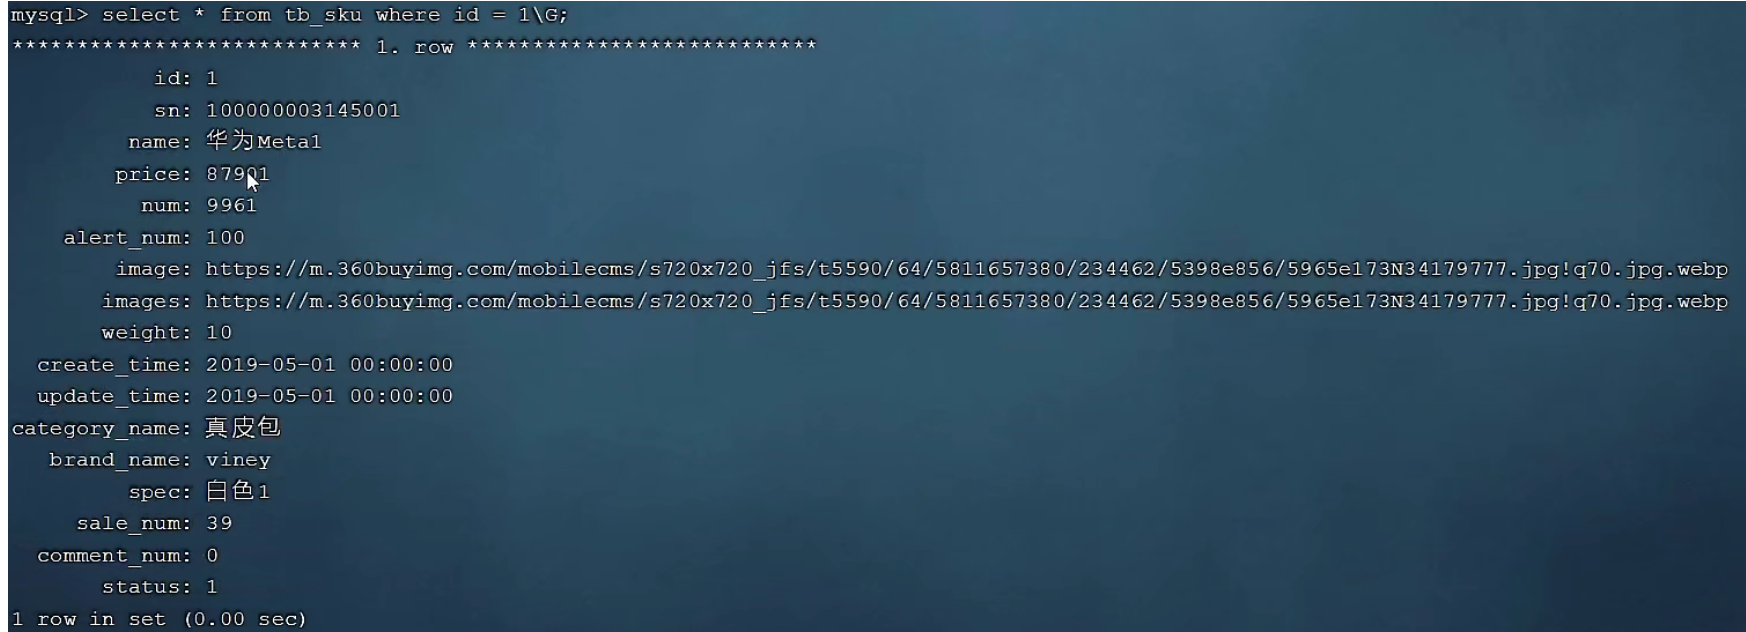 mysql> select * from tb_sku where id = 1\G;
*************************** 1. row ***************************
id: 1
sn: 100000003145001
name: 华为Meta1
price: 87901
num: 9961
alert_num: 100
image: https://m.360buyimg.com/mobilecms/s720x720_jfs/t5590/64/5811657380/234462/5398e856/5965e173N34179777.jpg!q70.jpg.webp
images: https://m.360buyimg.com/mobilecms/s720x720_jfs/t5590/64/5811657380/234462/5398e856/5965e173N34179777.jpg!q70.jpg.webp
weight: 10
create_time: 2019-05-01 00:00:00
update_time: 2019-05-01 00:00:00
category_name: 真皮包
brand_name: viney
spec: 白色1
sale_num: 39
comment_num: 0
status: 1
1 row in set (0.00 sec)